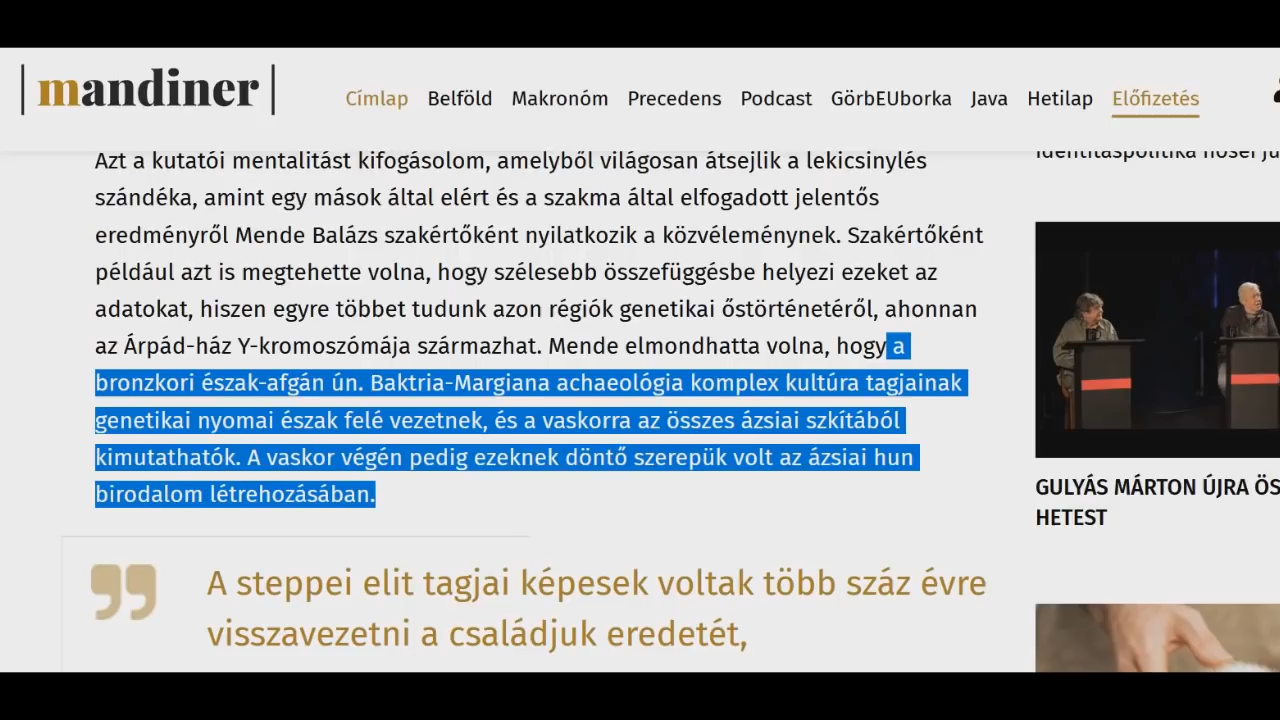 mandiner
Címlap Belföld Makronóm Precedens Podcast GörbEUborka Java Hetilap Előfizetés
Azt a kutatói mentalitást kifogásolom, amelyből világosan átsejlik a lekicsinylés
szándéka, amint egy mások által elért és a szakma által elfogadott jelentős
eredményről Mende Balázs szakértőként nyilatkozik a közvéleménynek. Szakértőként
például azt is megtehette volna, hogy szélesebb összefüggésbe helyezi ezeket az
adatokat, hiszen egyre többet tudunk azon régiók genetikai őstörténetéről, ahonnan
az Árpád-ház Y-kromoszómája származhat. Mende elmondhatta volna, hogy a
bronzkori észak-afgán ún. Baktria-Margiana achaeológia komplex kultúra tagjainak
genetikai nyomai észak felé vezetnek, és a vaskorra az összes ázsiai szkítából
kimutathatók. A vaskor végén pedig ezeknek döntő szerepük volt az ázsiai hun
birodalom létrehozásában.
A steppei elit tagjai képesek voltak több száz évre
visszavezetni a családjuk eredetét,
identitáspolitika hősei
GULYÁS MÁRTON ÚJRA ÖS
HETEST